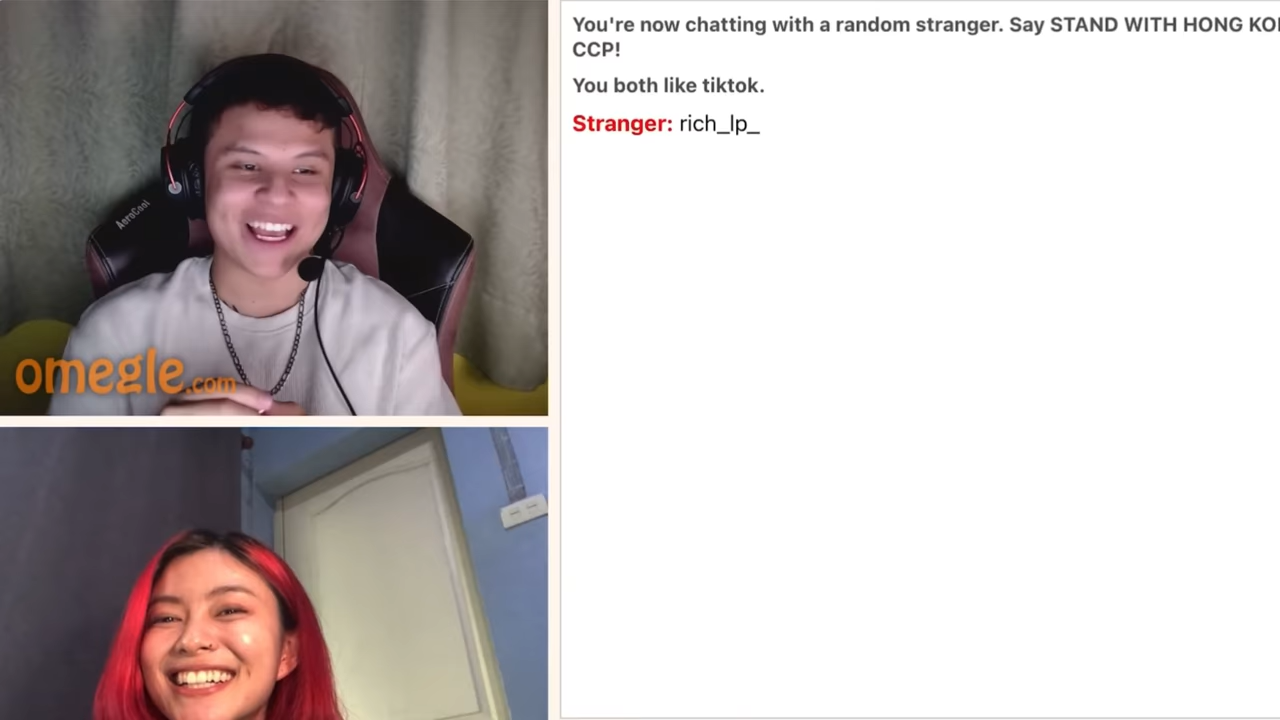 You're now chatting with a random stranger. Say STAND WITH HONG
CCP!
You both like tiktok.
Stranger: rich_lp_
AeroCool
omegle.com